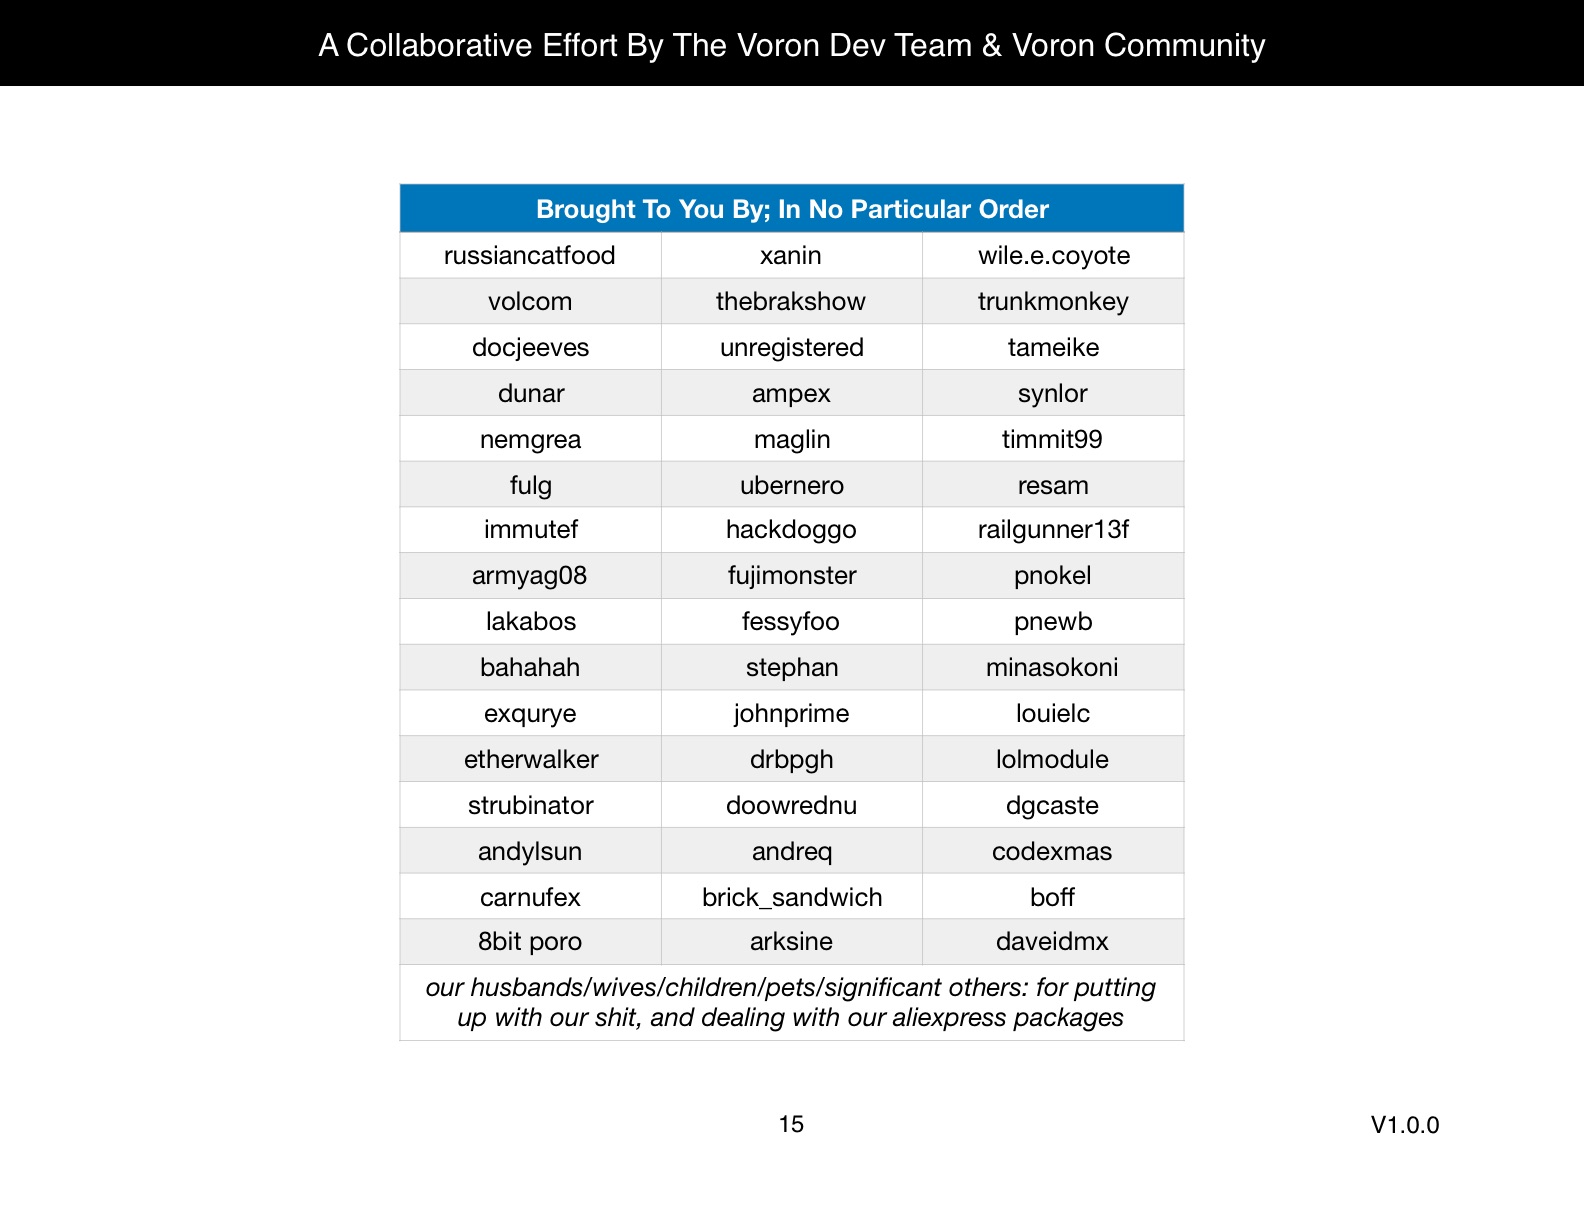 A Collaborative Effort By The Voron Dev Team & Voron Community
Brought To You By; In No Particular Order
russiancatfood xanin wile.e.coyote
volcom thebrakshow trunkmonkey
docjeeves unregistered tameike
dunar ampex synlor
nemgrea maglin timmit99
fulg ubernero resam
immutef hackdoggo railgunner13f
armyag08 fujimonster pnokel
lakabos fessyfoo pnewb
bahahah stephan minasokoni
exqurye johnprime louielc
etherwalker drbpgh lolmodule
strubinator doowrednu dgcaste
andylsun andreq codexmas
carnufex brick_sandwich boff
8bit poro arksine daveidmx
our husbands/wives/children/pets/significant others: for putting
up with our shit, and dealing with our aliexpress packages
15 V1.0.0